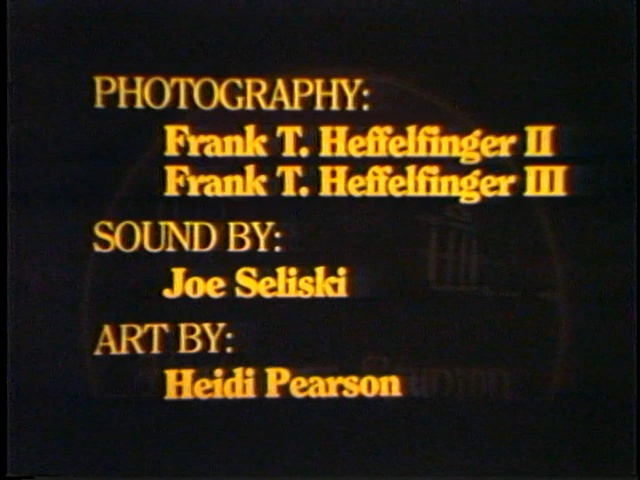 PHOTOGRAPHY:
Frank T. Heffelfinger II
Frank T. Heffelfinger III
SOUND BY:
Joe Seliski
ART BY:
Heidi Pearson